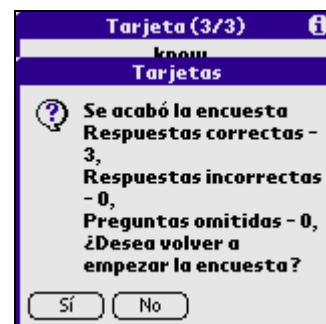 Tarjeta (3/3)
know
Tarjetas
Se acabó la encuesta
Respuestas correctas -
3,
Respuestas incorrectas
- 0,
Preguntas omitidas - 0,
¿Desea volver a
empezar la encuesta?
Sí No